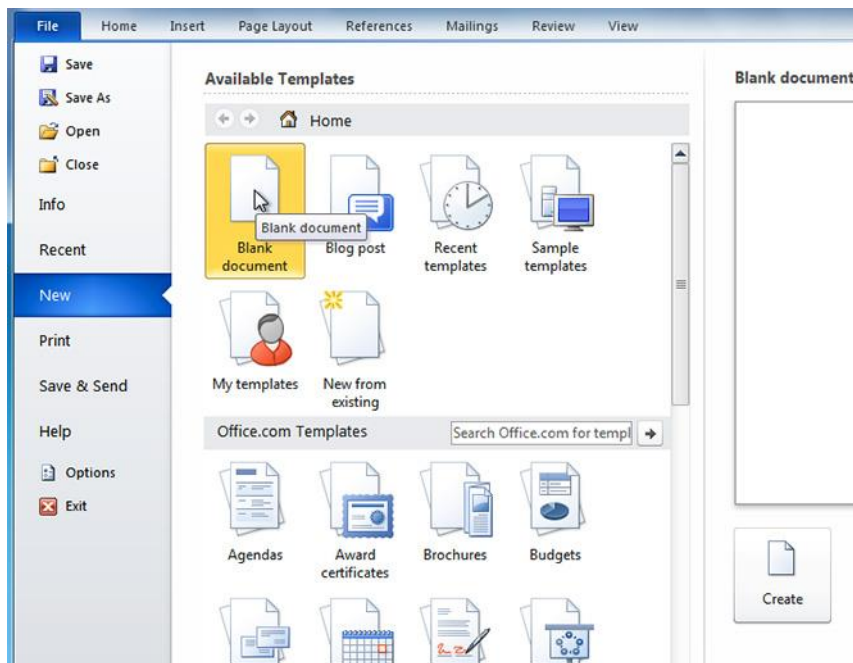 File Home Insert Page Layout References Mailings Review View
Save
Save As
Open
Close
Info
Recent
New
Print
Save & Send
Help
Options
Exit
Available Templates
Home
Blank document
Blank document
Blog post
Recent templates
Sample templates
My templates
New from existing
Office.com Templates
Search Office.com for templ
Agendas
Award certificates
Brochures
Budgets
Blank document
Create